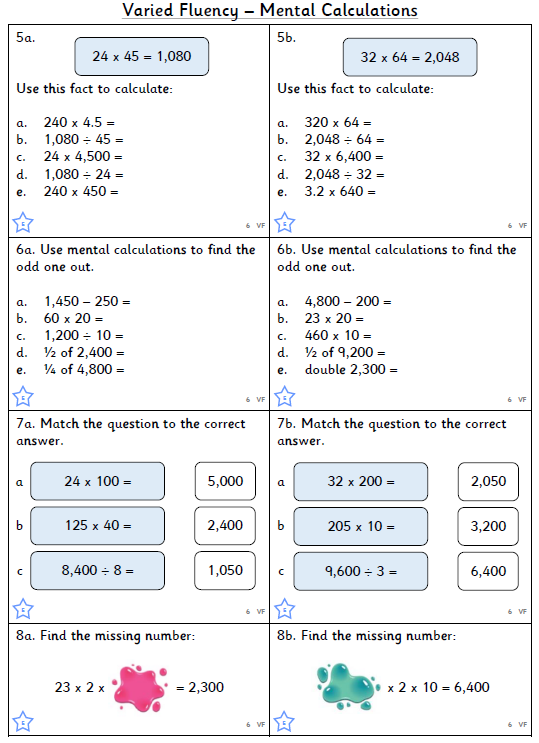 Varied Fluency – Mental Calculations
5a.
24 x 45 = 1,080
Use this fact to calculate:
a. 240 x 4.5 =
b. 1,080 ÷ 45 =
c. 24 x 4,500 =
d. 1,080 ÷ 24 =
e. 240 x 450 =
E
6 VF
5b.
32 x 64 = 2,048
Use this fact to calculate:
a. 320 x 64 =
b. 2,048 ÷ 64 =
c. 32 x 6,400 =
d. 2,048 ÷ 32 =
e. 3.2 x 640 =
E
6 VF
6a. Use mental calculations to find the
odd one out.
a. 1,450 – 250 =
b. 60 x 20 =
c. 1,200 ÷ 10 =
d. ½ of 2,400 =
e. ¼ of 4,800 =
E
6 VF
6b. Use mental calculations to find the
odd one out.
a. 4,800 – 200 =
b. 23 x 20 =
c. 460 x 10 =
d. ½ of 9,200 =
e. double 2,300 =
E
6 VF
7a. Match the question to the correct
answer.
a 24 x 100 = 5,000
b 125 x 40 = 2,400
c 8,400 ÷ 8 = 1,050
E
6 VF
7b. Match the question to the correct
answer.
a 32 x 200 = 2,050
b 205 x 10 = 3,200
c 9,600 ÷ 3 = 6,400
E
6 VF
8a. Find the missing number:
23 x 2 x = 2,300
E
6 VF
8b. Find the missing number:
x 2 x 10 = 6,400
E
6 VF